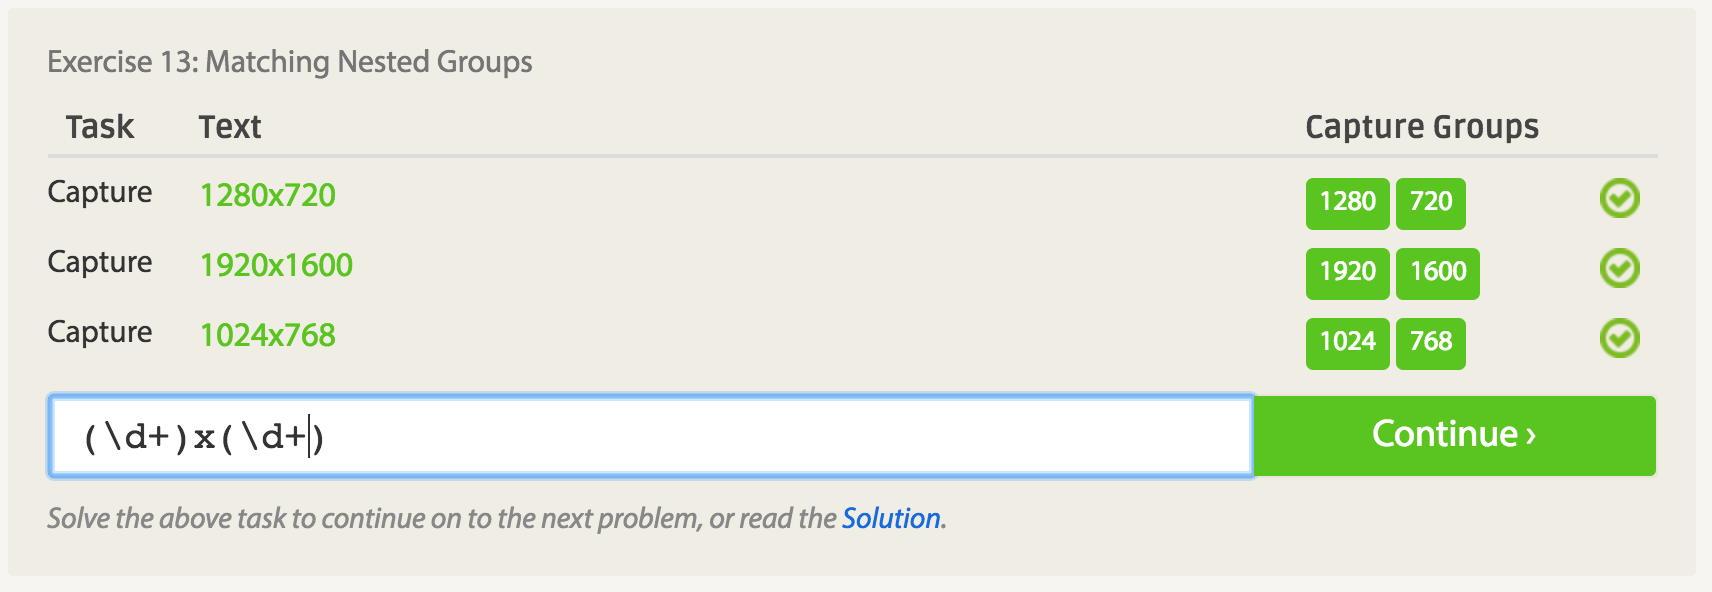 Exercise 13: Matching Nested Groups
Task Text Capture Groups
Capture 1280x720 1280 720
Capture 1920x1600 1920 1600
Capture 1024x768 1024 768
(\d+)x(\d+)
Continue ›
Solve the above task to continue on to the next problem, or read the Solution.